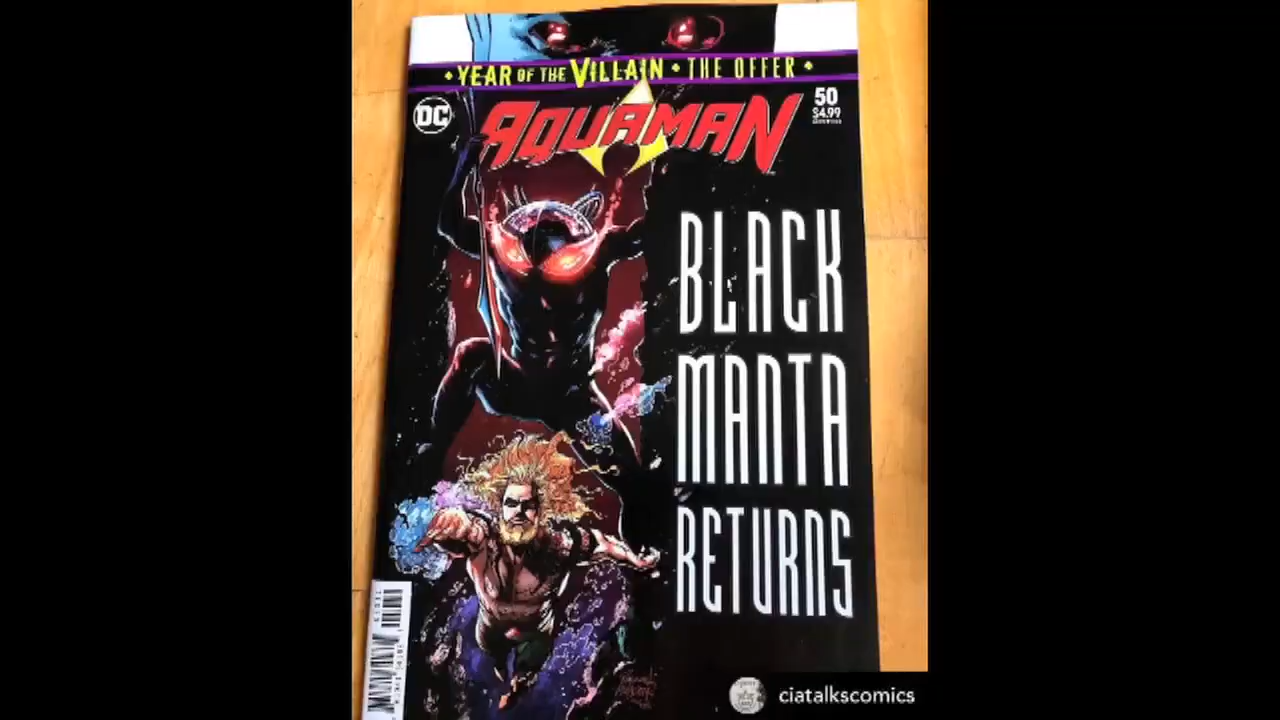 YEAR OF THE VILLAIN • THE OFFER
DC
AQUAMAN
50
$4.99
BLACK
MANTA
RETURNS
ciatalkscomics